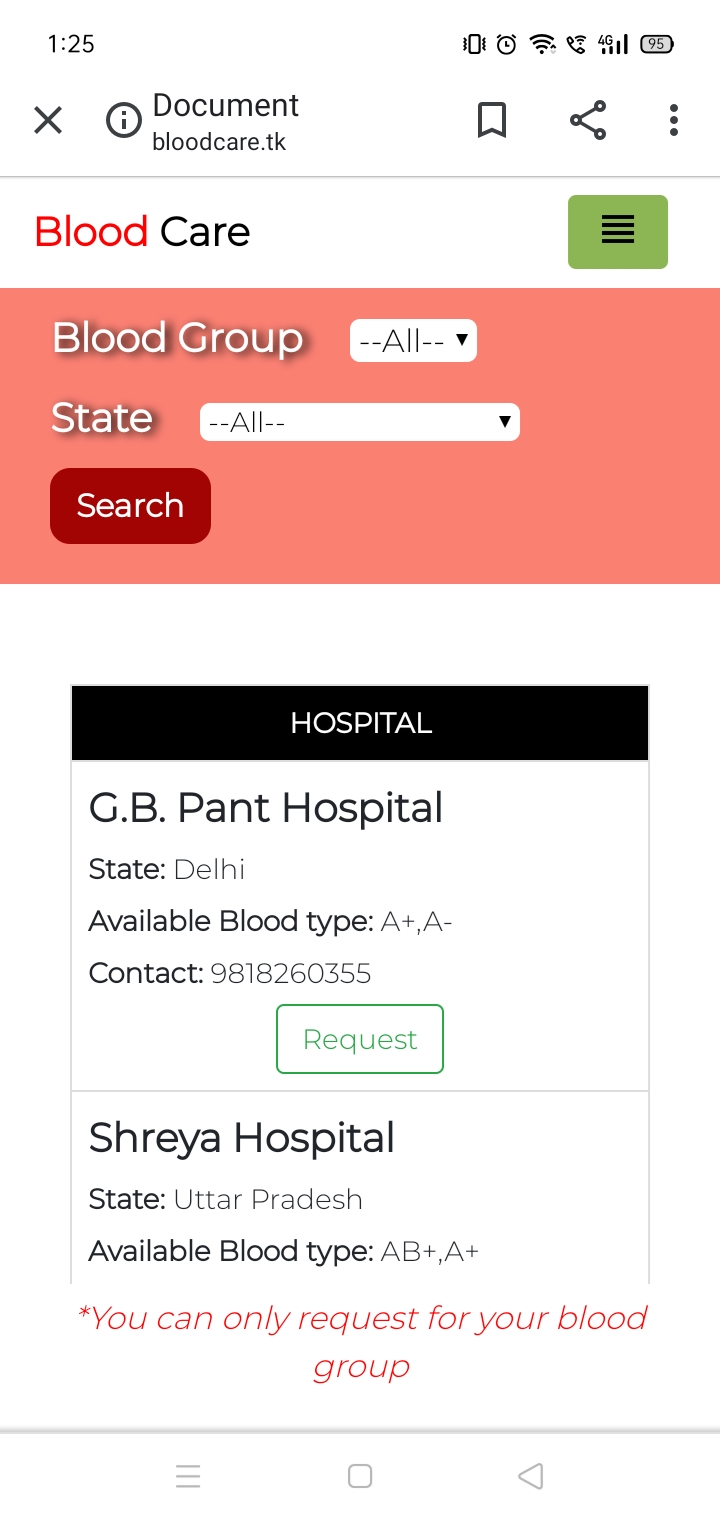 1:25
4G
95
Document
bloodcare.tk
Blood Care
Blood Group --All--
State --All--
Search
HOSPITAL
G.B. Pant Hospital
State: Delhi
Available Blood type: A+,A-
Contact: 9818260355
Request
Shreya Hospital
State: Uttar Pradesh
Available Blood type: AB+,A+
*You can only request for your blood
group